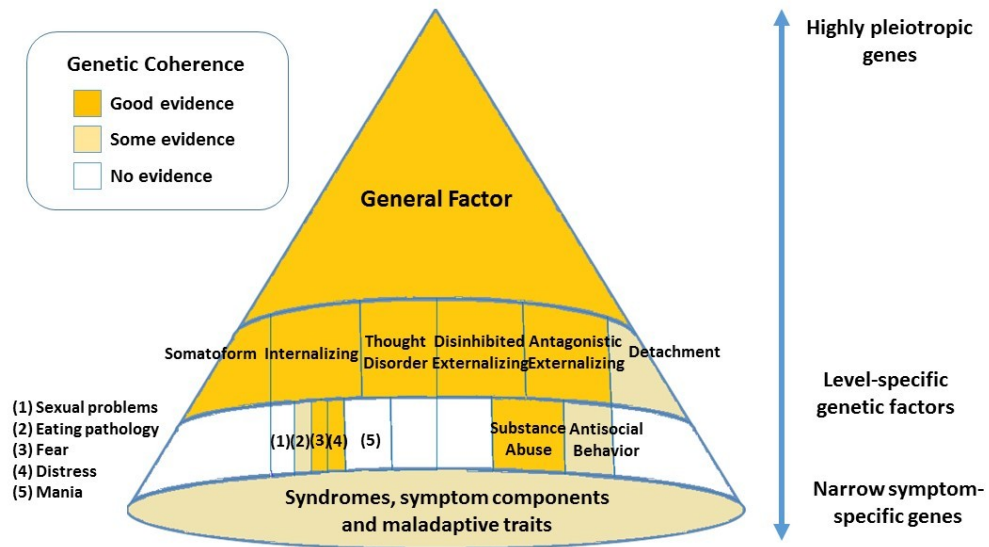 Genetic Coherence
Good evidence
Some evidence
No evidence
Highly pleiotropic
genes
General Factor
Somatoform
Internalizing
Thought
Disorder
Disinhibited
Externalizing
Antagonistic
Externalizing
Detachment
Level-specific
genetic factors
(1) Sexual problems
(2) Eating pathology
(3) Fear
(4) Distress
(5) Mania
(1)
(2)
(3)
(4)
(5)
Substance
Abuse
Antisocial
Behavior
Syndromes, symptom components
and maladaptive traits
Narrow symptom-
specific genes